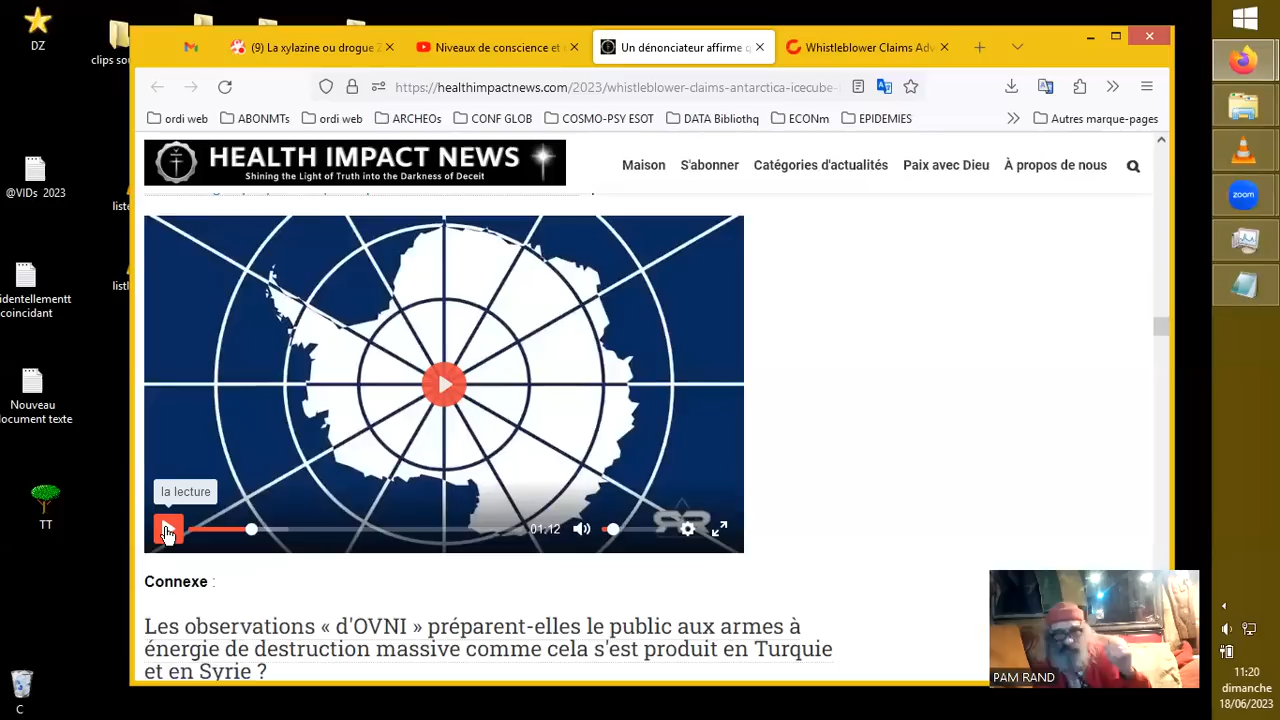 DZ
clips sou
@VIDs 2023
liste
identellementt
coincidant
listl
Nouveau
document texte
TT
C
(9) La xylazine ou drogue Z
Niveaux de conscience et
Un dénonciateur affirme q
Whistleblower Claims Adv
https://healthimpactnews.com/2023/whistleblower-claims-antarctica-icecube-
ordi web
ABONMTs
ordi web
ARCHEOs
CONF GLOB
COSMO-PSY ESOT
DATA Bibliothq
ECONm
EPIDEMIES
Autres marque-pages
HEALTH IMPACT NEWS
Shining the Light of Truth into the Darkness of Deceit
Maison
S'abonner
Catégories d'actualités
Paix avec Dieu
À propos de nous
la lecture
01:12
Connexe :
Les observations « d'OVNI » préparent-elles le public aux armes à
énergie de destruction massive comme cela s'est produit en Turquie
et en Syrie ?
PAM RAND
zoom
11:20
dimanche
18/06/2023